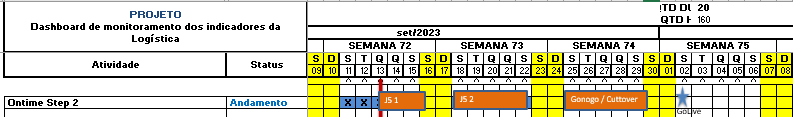 PROJETO
Dashboard de monitoramento dos indicadores da
Logística
TD DU 20
QTD H 160
set/2023
SEMANA 72 SEMANA 73 SEMANA 74 SEMANA 75
Atividade Status
S D S T Q Q S S D S T Q Q S S D S T Q Q S S D S T Q Q S S D
09 10 11 12 13 14 15 16 17 18 19 20 21 22 23 24 25 26 27 28 29 30 01 02 03 04 05 06 07 08
Ontime Step 2 Andamento X X JS 1 JS 2 Gonogo / Cuttover
GoLive